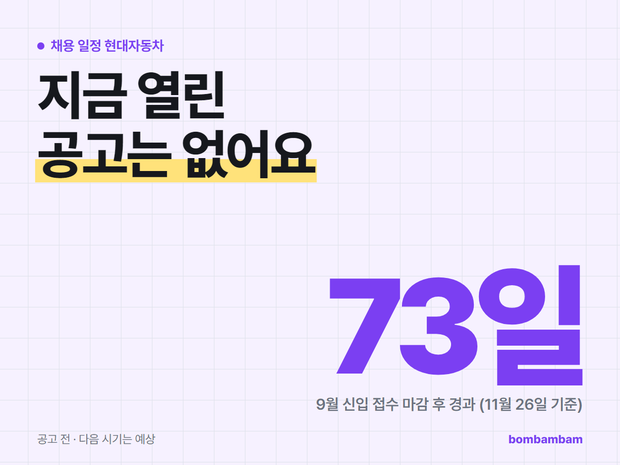 채용 일정 현대자동차
지금 열린
공고는 없어요
73일
9월 신입 접수 마감 후 경과 (11월 26일 기준)
공고 전 · 다음 시기는 예상
bombambam